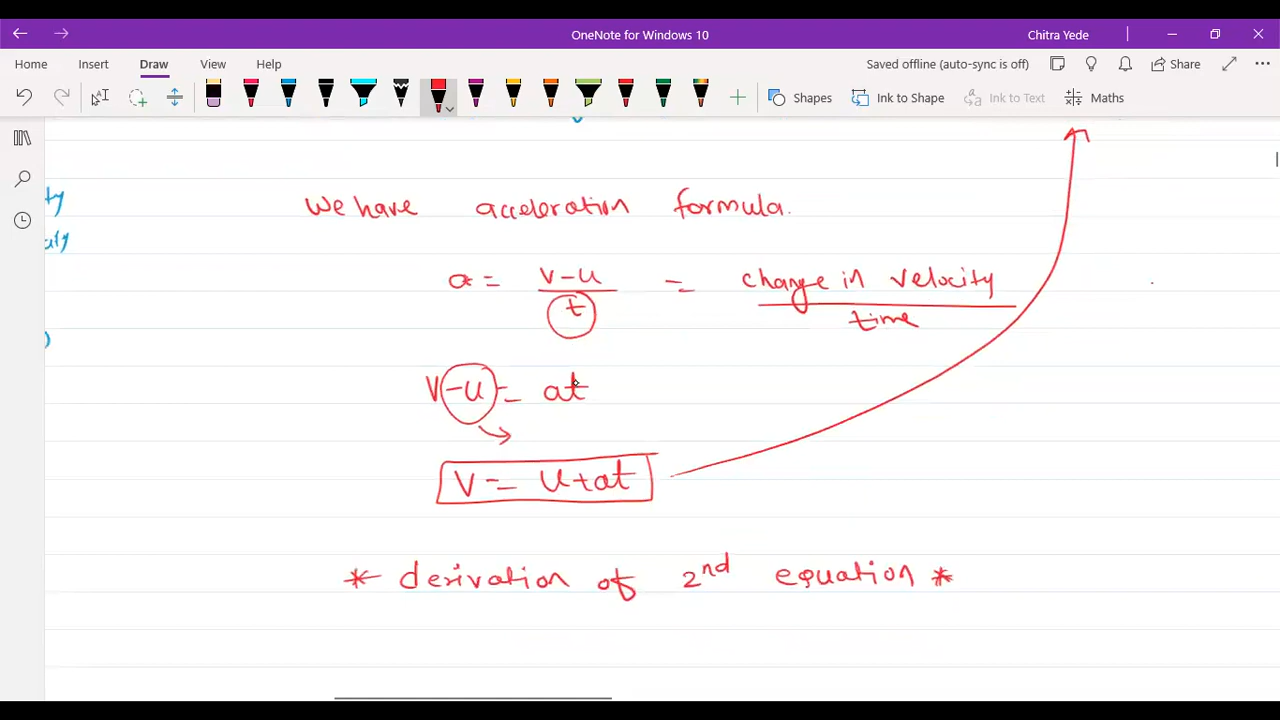 OneNote for Windows 10
Chitra Yede
Home Insert Draw View Help
Saved offline (auto-sync is off)
Share
Shapes
Ink to Shape
Ink to Text
Maths
We have acceleration formula.
a = v-u / t = change in velocity / time
v-u = at
v = u+at
* derivation of 2nd equation *